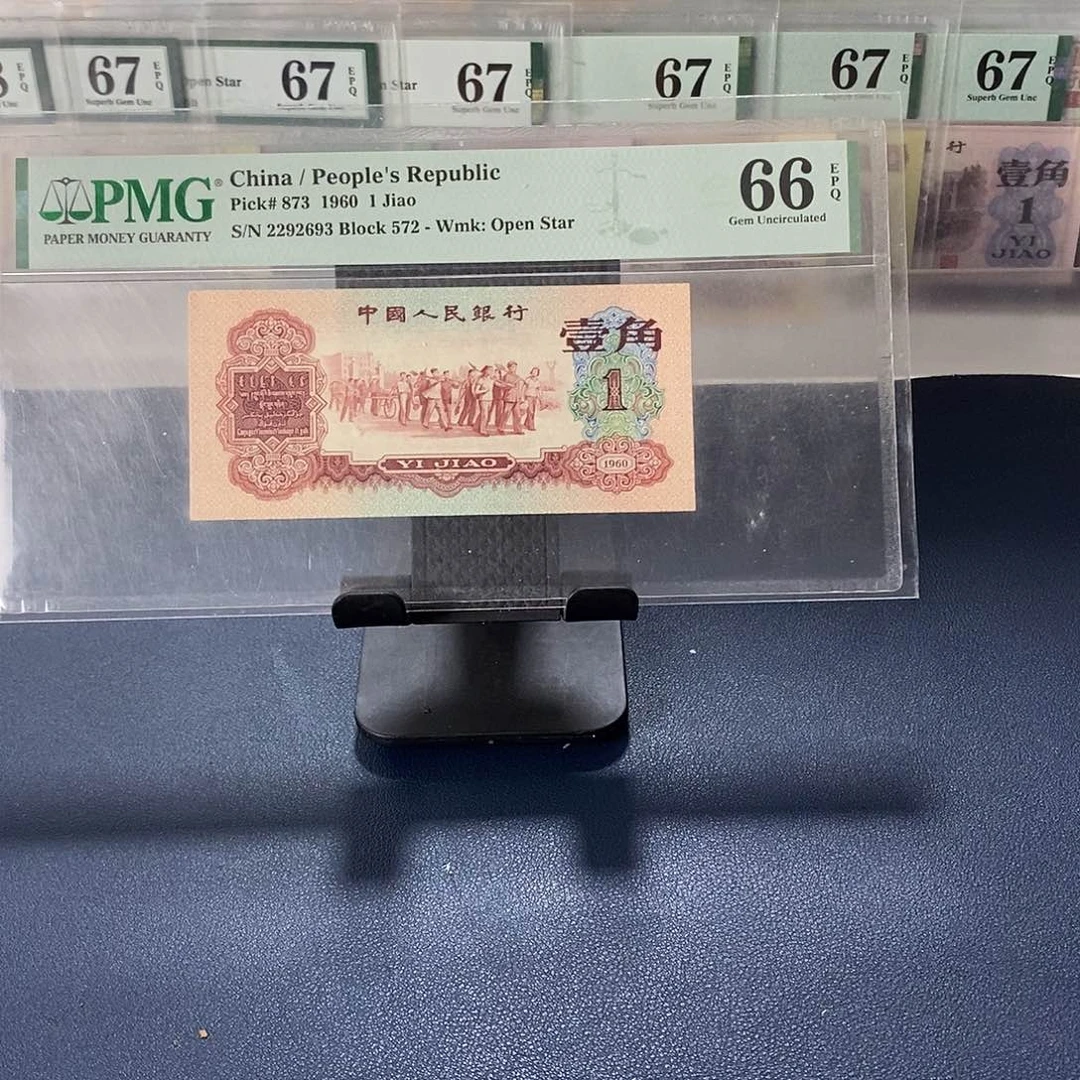 67 EPQ
Superb Gem Unc
Open Star
67 EPQ
Star
67 EPQ
67 EPQ
67 EPQ
67 EPQ
Superb Gem Unc
PMG®
PAPER MONEY GUARANTY
China / People's Republic
Pick# 873 1960 1 Jiao
S/N 2292693 Block 572 - Wmk: Open Star
66 EPQ
Gem Uncirculated
中國人民銀行
壹角
1
YI JIAO
1960
行
壹角
1
YI
JIAO